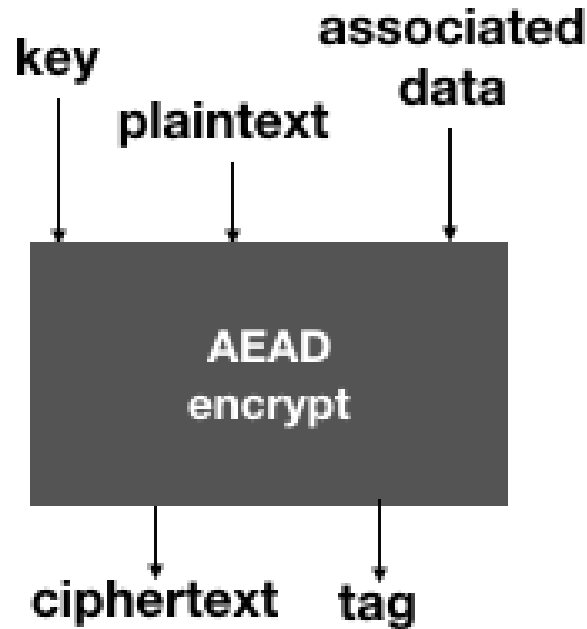 key
plaintext
associated
data
AEAD
encrypt
ciphertext
tag